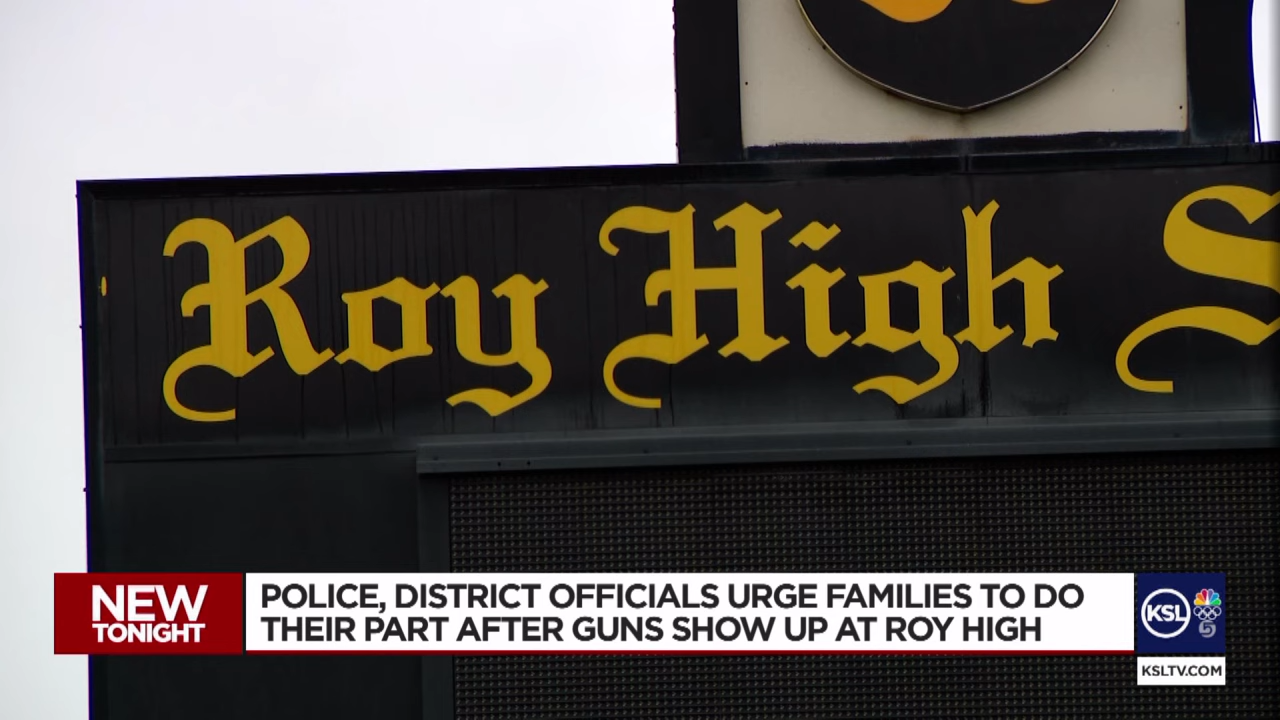 Roy High S
NEW
TONIGHT
POLICE, DISTRICT OFFICIALS URGE FAMILIES TO DO
THEIR PART AFTER GUNS SHOW UP AT ROY HIGH
KSL
5
KSLTV.COM